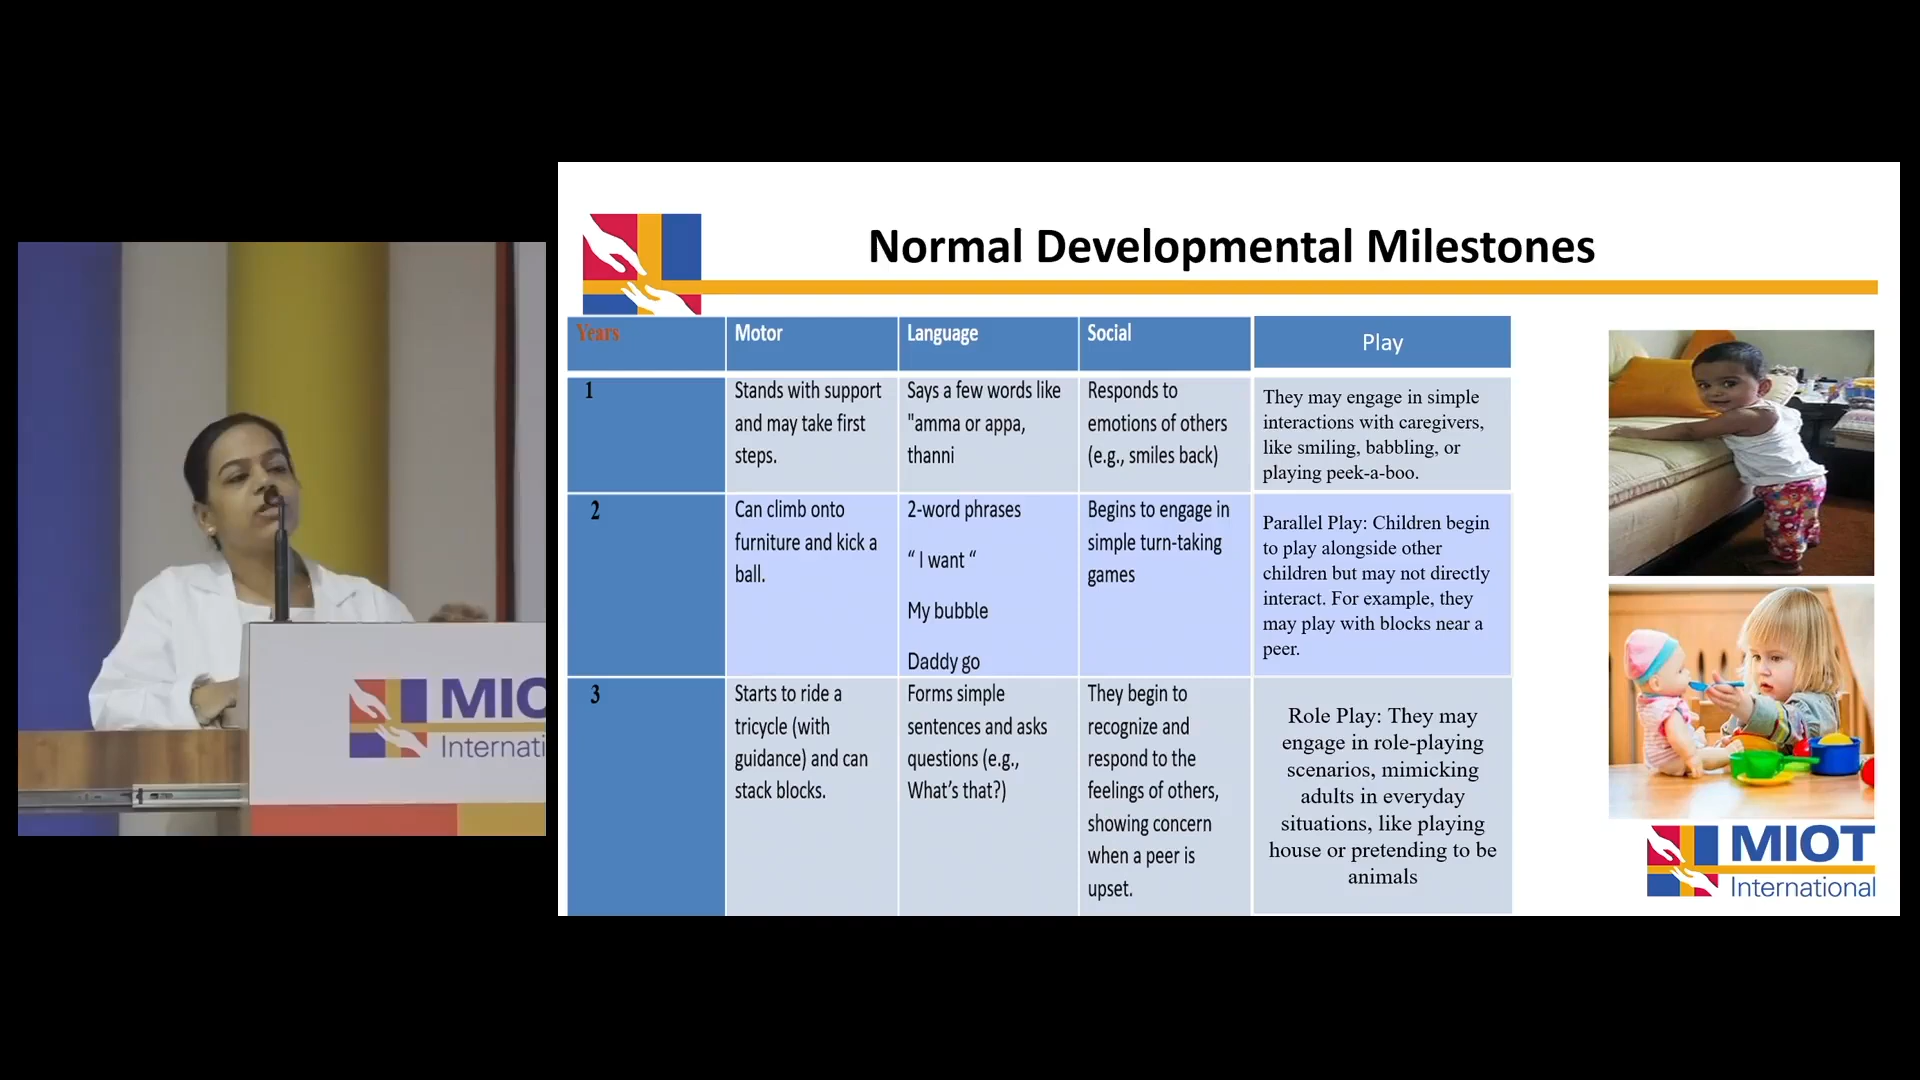 MIO
Internati
Normal Developmental Milestones
Years
Motor
Language
Social
Play
1
Stands with support
and may take first
steps.
Says a few words like
"amma or appa,
thanni
Responds to
emotions of others
(e.g., smiles back)
They may engage in simple
interactions with caregivers,
like smiling, babbling, or
playing peek-a-boo.
2
Can climb onto
furniture and kick a
ball.
2-word phrases
“ I want “
My bubble
Daddy go
Begins to engage in
simple turn-taking
games
Parallel Play: Children begin
to play alongside other
children but may not directly
interact. For example, they
may play with blocks near a
peer.
3
Starts to ride a
tricycle (with
guidance) and can
stack blocks.
Forms simple
sentences and asks
questions (e.g.,
What’s that?)
They begin to
recognize and
respond to the
feelings of others,
showing concern
when a peer is
upset.
Role Play: They may
engage in role-playing
scenarios, mimicking
adults in everyday
situations, like playing
house or pretending to be
animals
MIOT
International